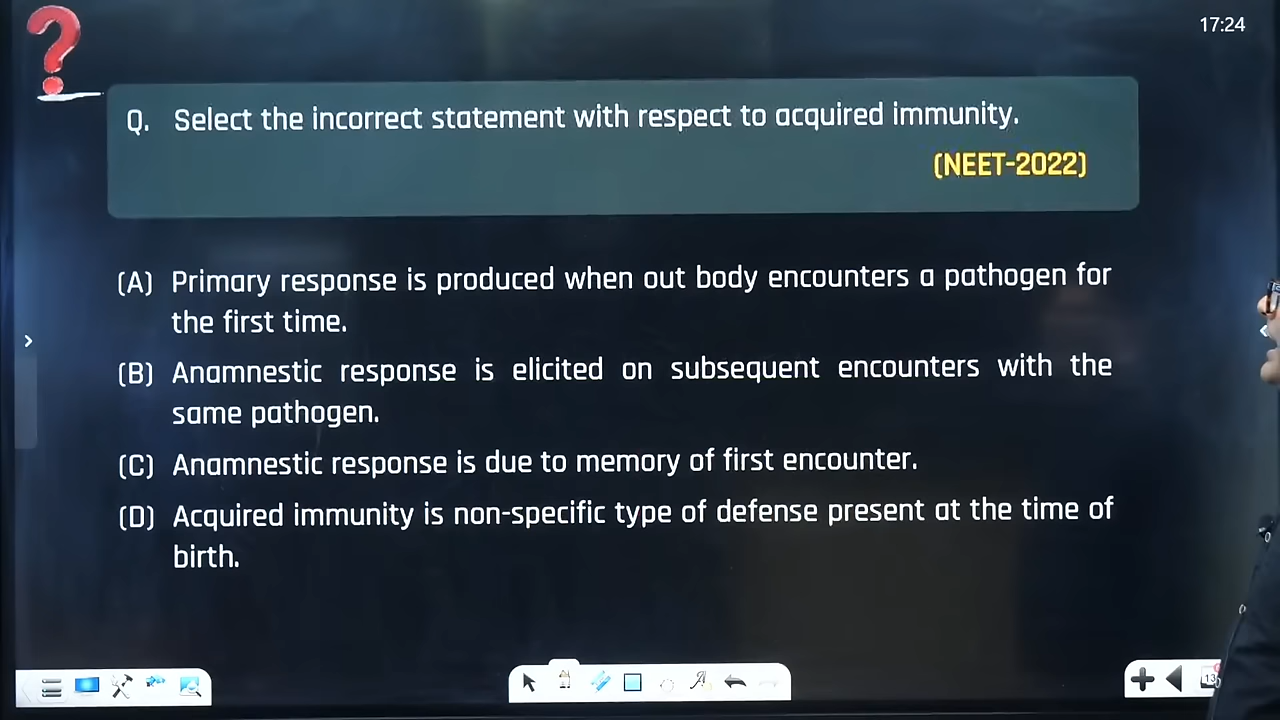 17:24
Q. Select the incorrect statement with respect to acquired immunity.
(NEET-2022)
(A) Primary response is produced when out body encounters a pathogen for
the first time.
(B) Anamnestic response is elicited on subsequent encounters with the
same pathogen.
(C) Anamnestic response is due to memory of first encounter.
(D) Acquired immunity is non-specific type of defense present at the time of
birth.